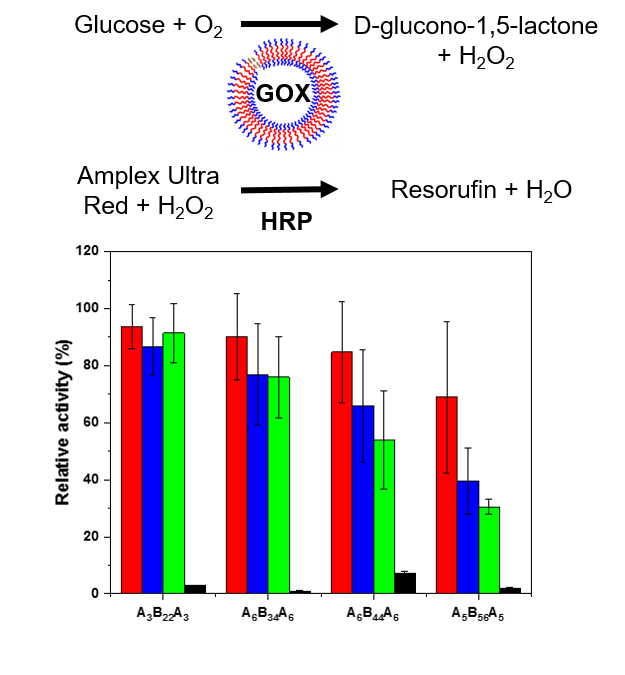 Glucose + O₂ D-glucono-1,5-lactone
+ H₂O₂
GOX
Amplex Ultra
Red + H₂O₂
Resorufin + H₂O
HRP
120
100
80
60
40
20
0
Relative activity (%)
A₃B₂₂A₃ A₆B₃₄A₆ A₆B₄₄A₆ A₅B₅₆A₅